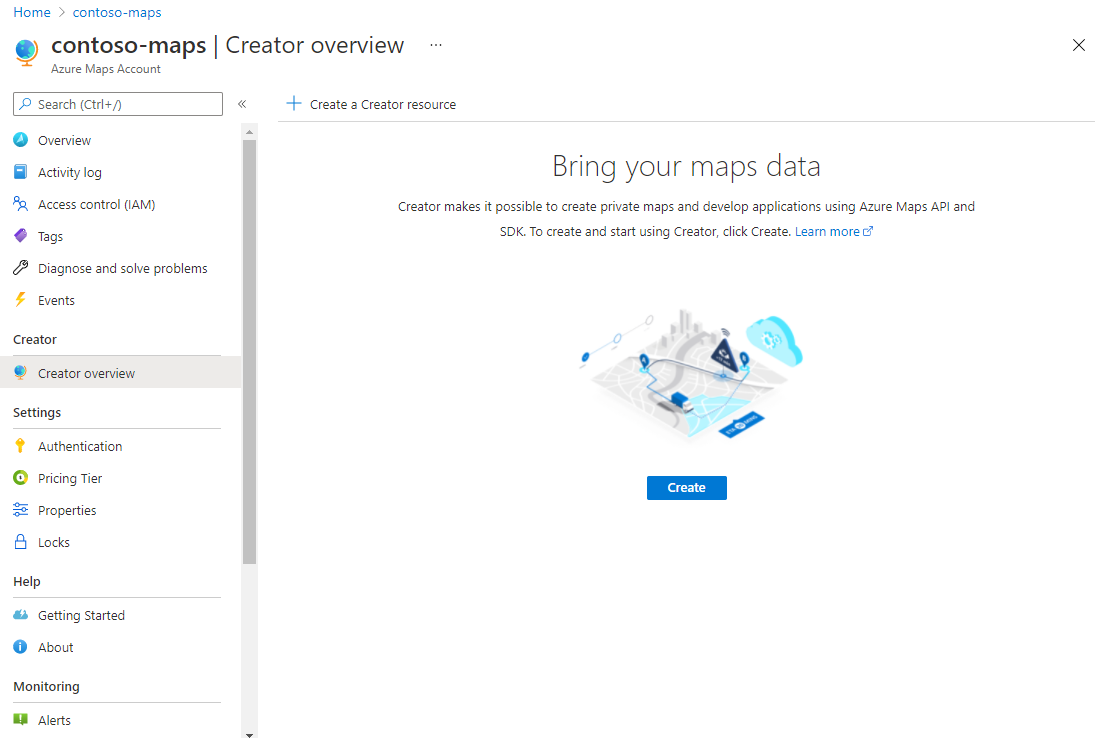 Home > contoso-maps
contoso-maps | Creator overview ...
Azure Maps Account
Search (Ctrl+/)
«
Overview
Activity log
Access control (IAM)
Tags
Diagnose and solve problems
Events
Creator
Creator overview
Settings
Authentication
Pricing Tier
Properties
Locks
Help
Getting Started
About
Monitoring
Alerts
+ Create a Creator resource
Bring your maps data
Creator makes it possible to create private maps and develop applications using Azure Maps API and
SDK. To create and start using Creator, click Create. Learn more
Create